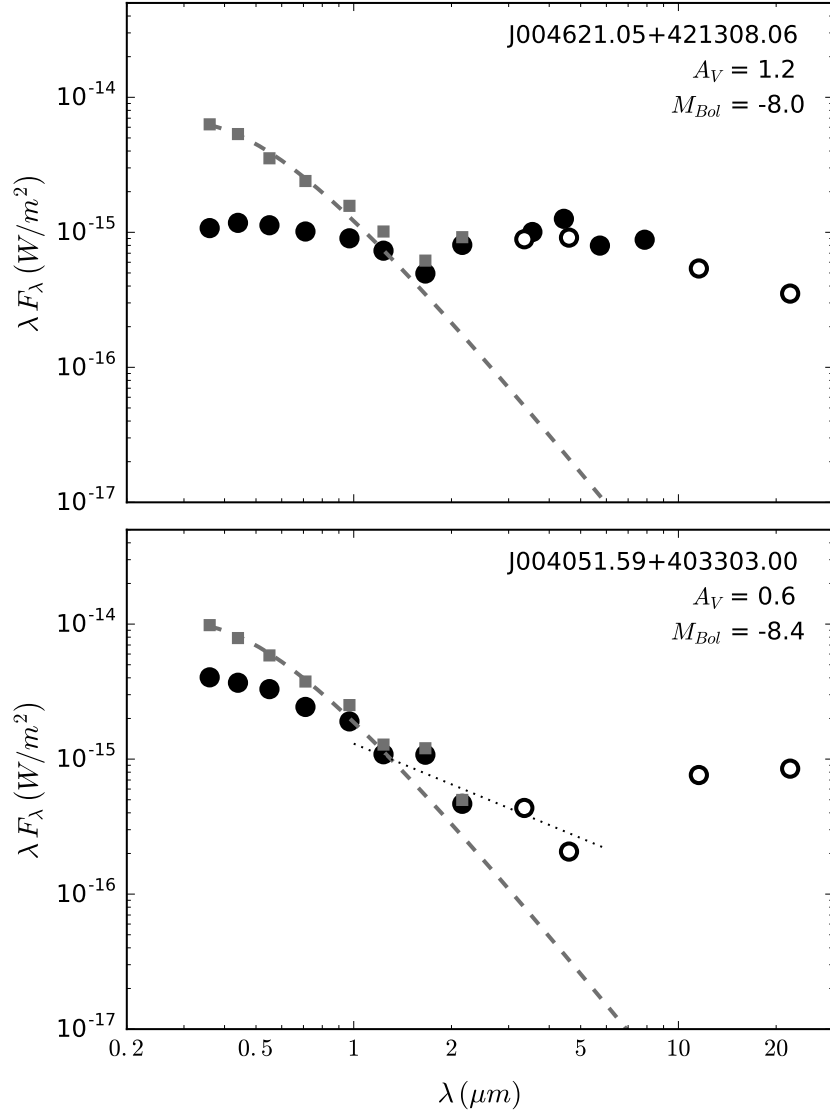 J004621.05+421308.06
A_V = 1.2
M_Bol = -8.0
10^-14
10^-15
10^-16
10^-17
λ F_λ (W/m^2)
J004051.59+403303.00
A_V = 0.6
M_Bol = -8.4
10^-14
10^-15
10^-16
10^-17
λ F_λ (W/m^2)
0.2 0.5 1 2 5 10 20
λ (μm)